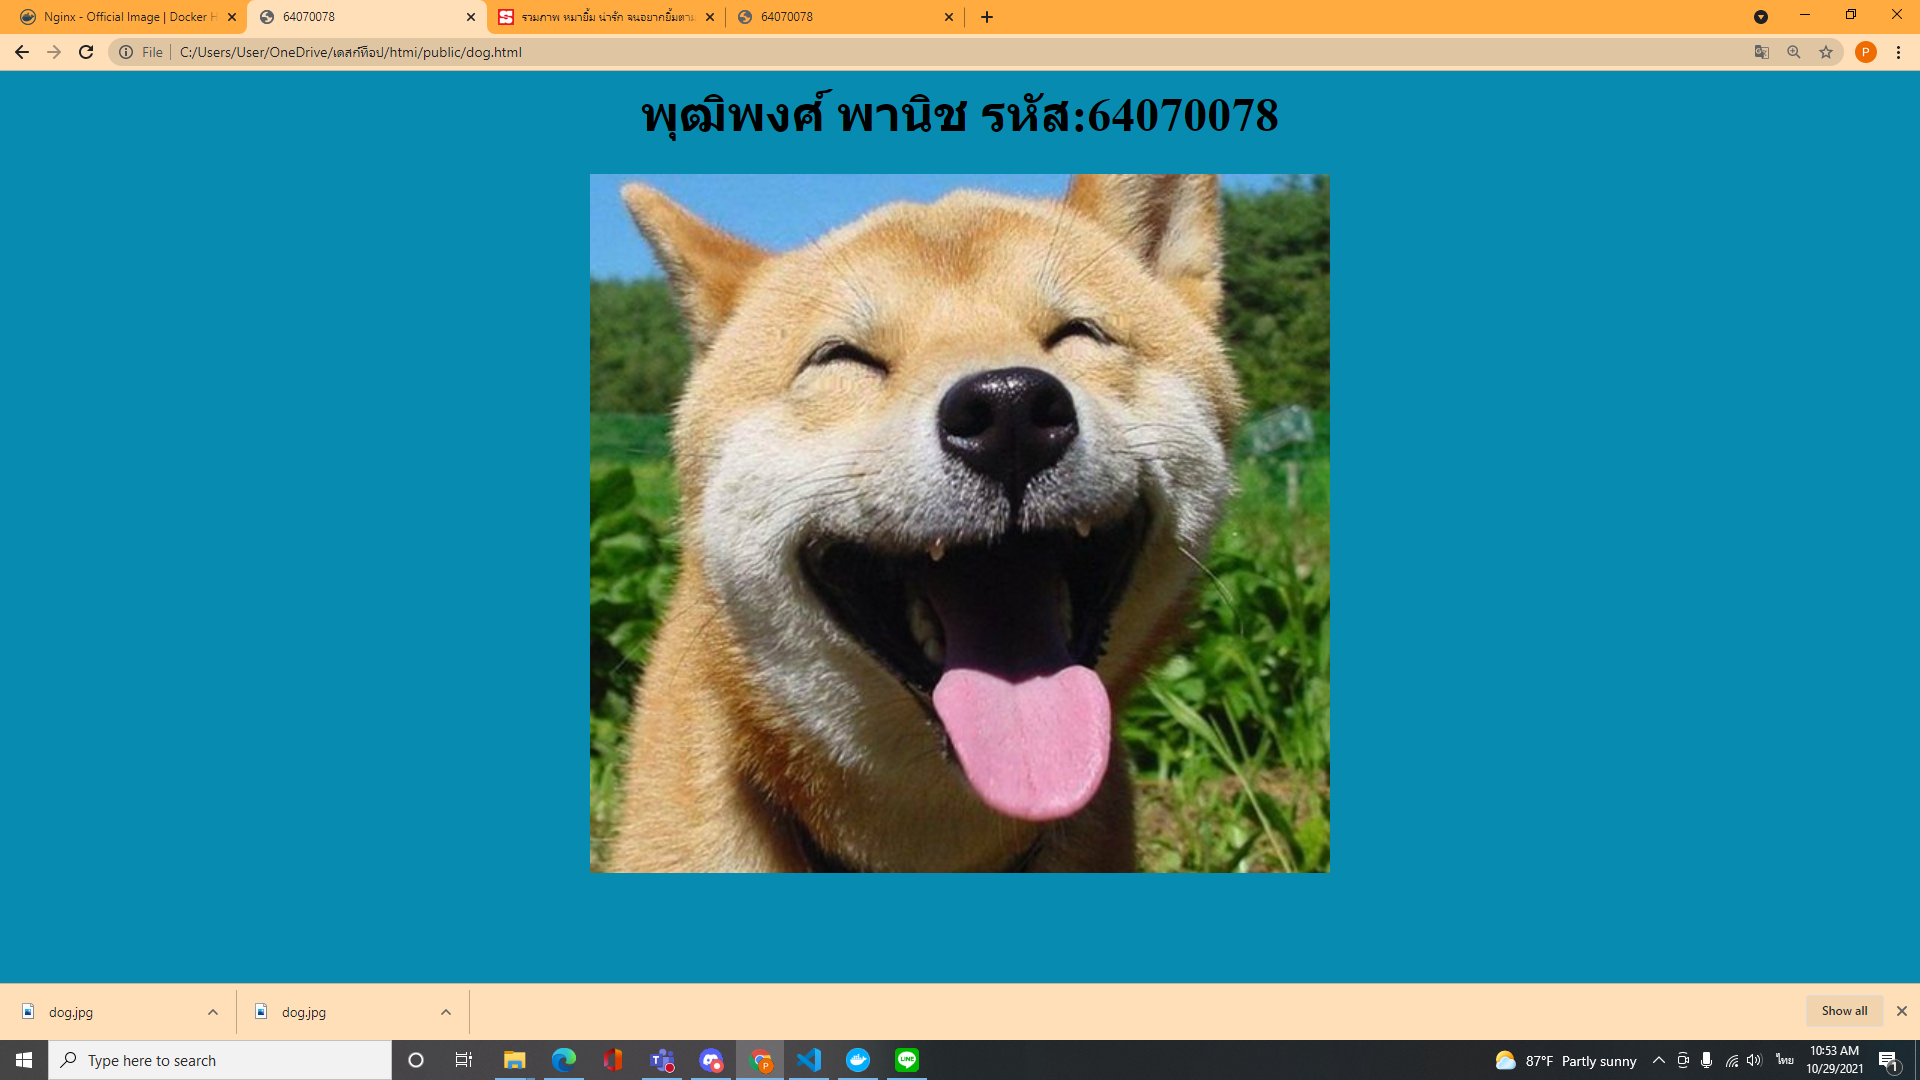 Nginx - Official Image | Docker H
64070078
รวมภาพ หมายิ้ม น่ารัก จนอยากยิ้มตาม
64070078
File
C:/Users/User/OneDrive/เดสก์ท็อป/htmi/public/dog.html
P
พุฒิพงศ์ พานิช รหัส:64070078
dog.jpg
dog.jpg
Show all
Type here to search
P
LINE
87°F Partly sunny
ไทย
10:53 AM
10/29/2021
1